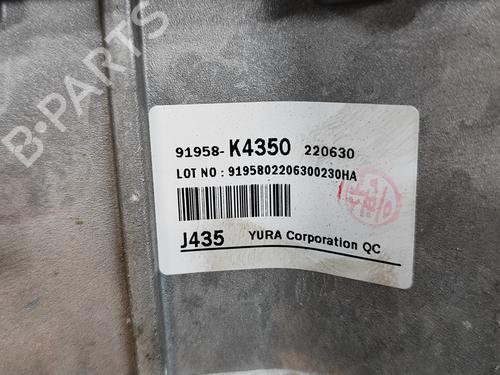 B-PARTS
91958-K4350 220630
LOT NO : 9195802206300230HA
J435 YURA Corporation QC